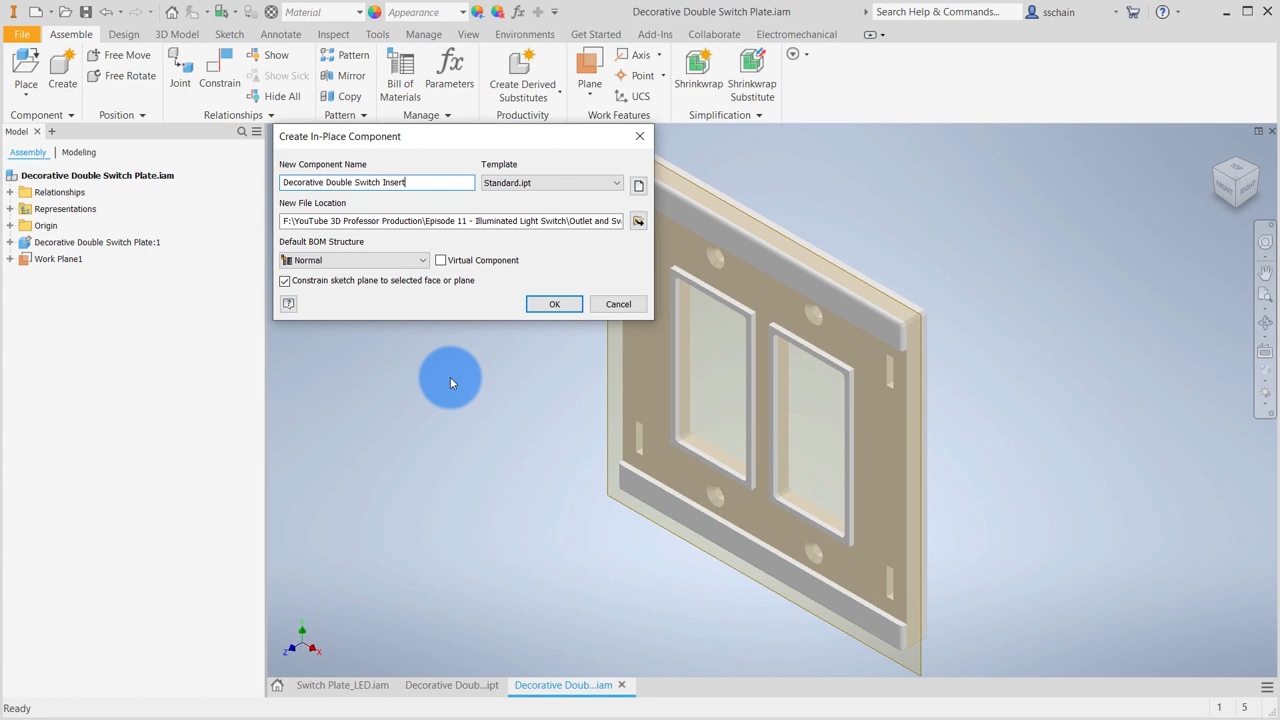 Material
Appearance
Decorative Double Switch Plate.iam
Search Help & Commands...
sschain
File
Assemble
Design
3D Model
Sketch
Annotate
Inspect
Tools
Manage
View
Environments
Get Started
Add-Ins
Collaborate
Electromechanical
Place
Create
Free Move
Free Rotate
Joint
Constrain
Show
Show Sick
Hide All
Pattern
Mirror
Copy
Bill of
Materials
fx
Parameters
Create Derived
Substitutes
Plane
Axis
Point
UCS
Shrinkwrap
Shrinkwrap
Substitute
Component
Position
Relationships
Pattern
Manage
Productivity
Work Features
Simplification
Model
Assembly
Modeling
Decorative Double Switch Plate.iam
Relationships
Representations
Origin
Decorative Double Switch Plate:1
Work Plane1
Create In-Place Component
New Component Name
Template
Decorative Double Switch Insert
Standard.ipt
New File Location
F:\YouTube 3D Professor Production\Episode 11 - Illuminated Light Switch\Outlet and Sw
Default BOM Structure
Normal
Virtual Component
Constrain sketch plane to selected face or plane
OK
Cancel
TOP
FRONT
RIGHT
Y
Z
X
Switch Plate_LED.iam
Decorative Doub...ipt
Decorative Doub...iam
Ready
1
5